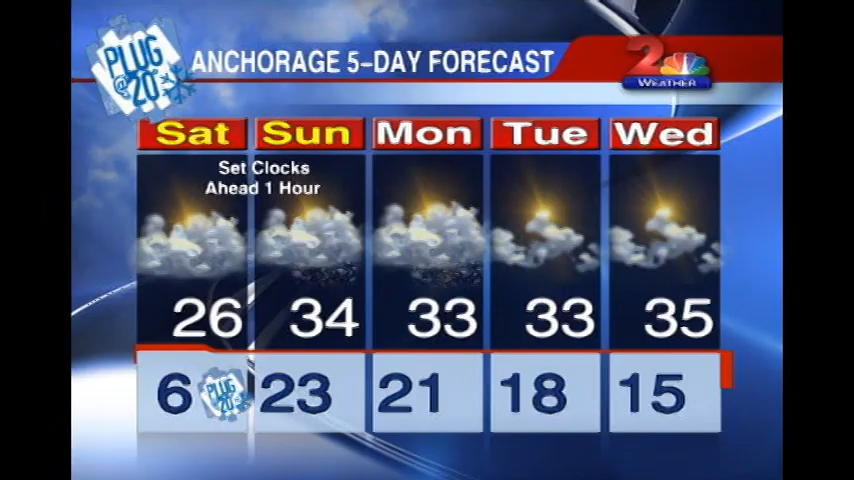 PLUG
@
20°
ANCHORAGE 5-DAY FORECAST
2
WEATHER
Sat Sun Mon Tue Wed
Set Clocks
Ahead 1 Hour
26 34 33 33 35
6 PLUG @ 20° 23 21 18 15